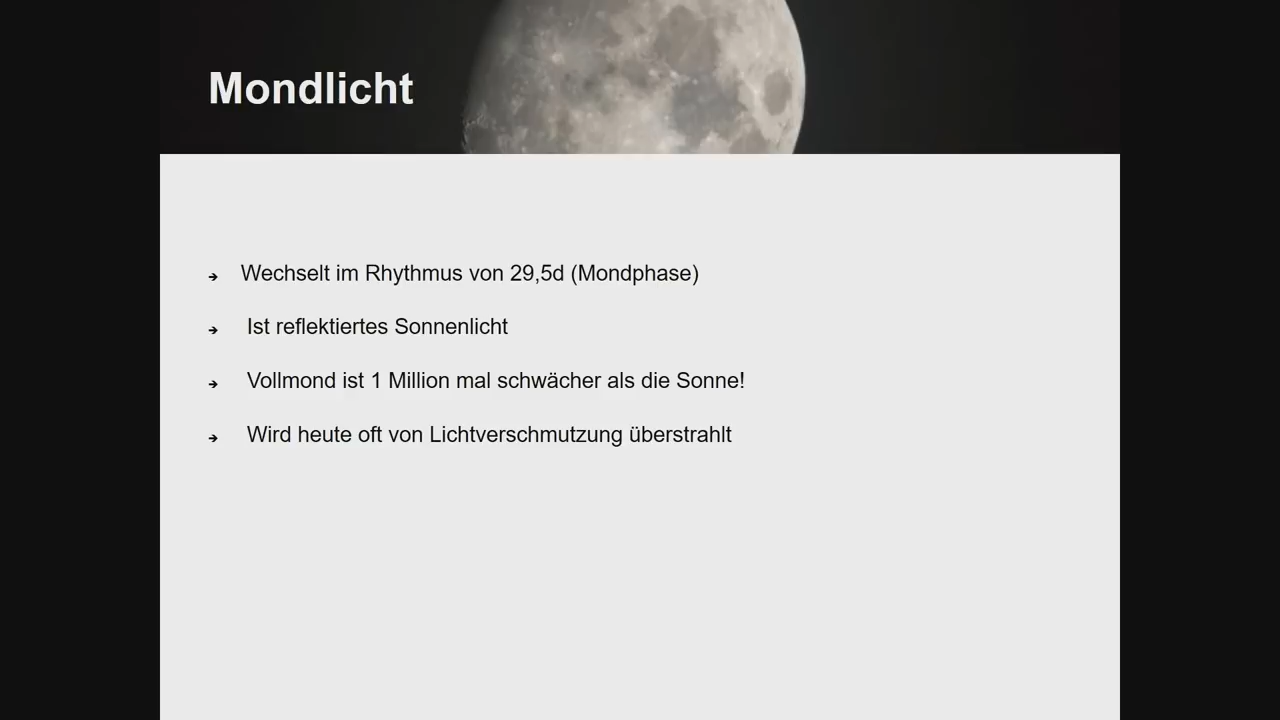 Mondlicht
➔ Wechselt im Rhythmus von 29,5d (Mondphase)
➔ Ist reflektiertes Sonnenlicht
➔ Vollmond ist 1 Million mal schwächer als die Sonne!
➔ Wird heute oft von Lichtverschmutzung überstrahlt